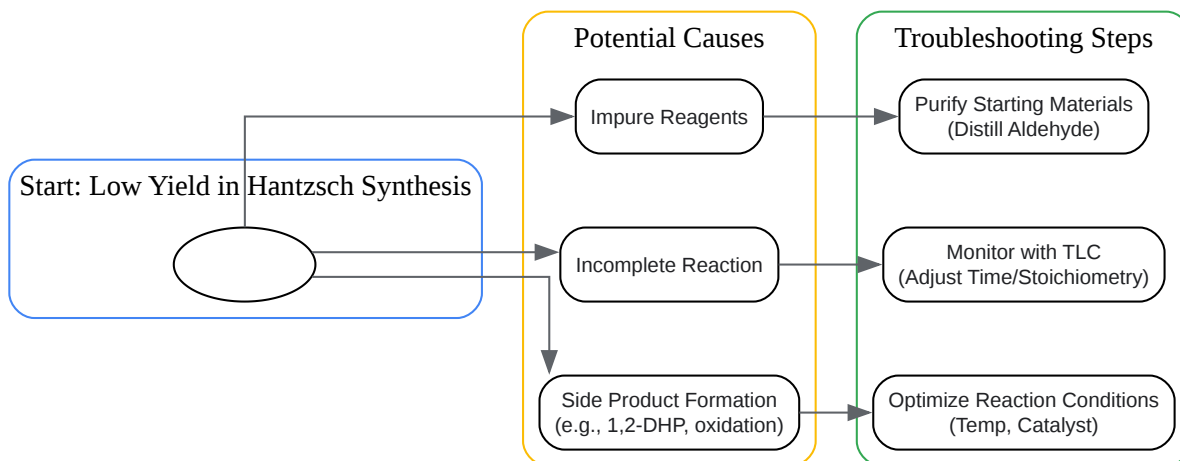 Potential Causes
Troubleshooting Steps
Impure Reagents
Purify Starting Materials
(Distill Aldehyde)
Start: Low Yield in Hantzsch Synthesis
Incomplete Reaction
Monitor with TLC
(Adjust Time/Stoichiometry)
Side Product Formation
(e.g., 1,2-DHP, oxidation)
Optimize Reaction Conditions
(Temp, Catalyst)